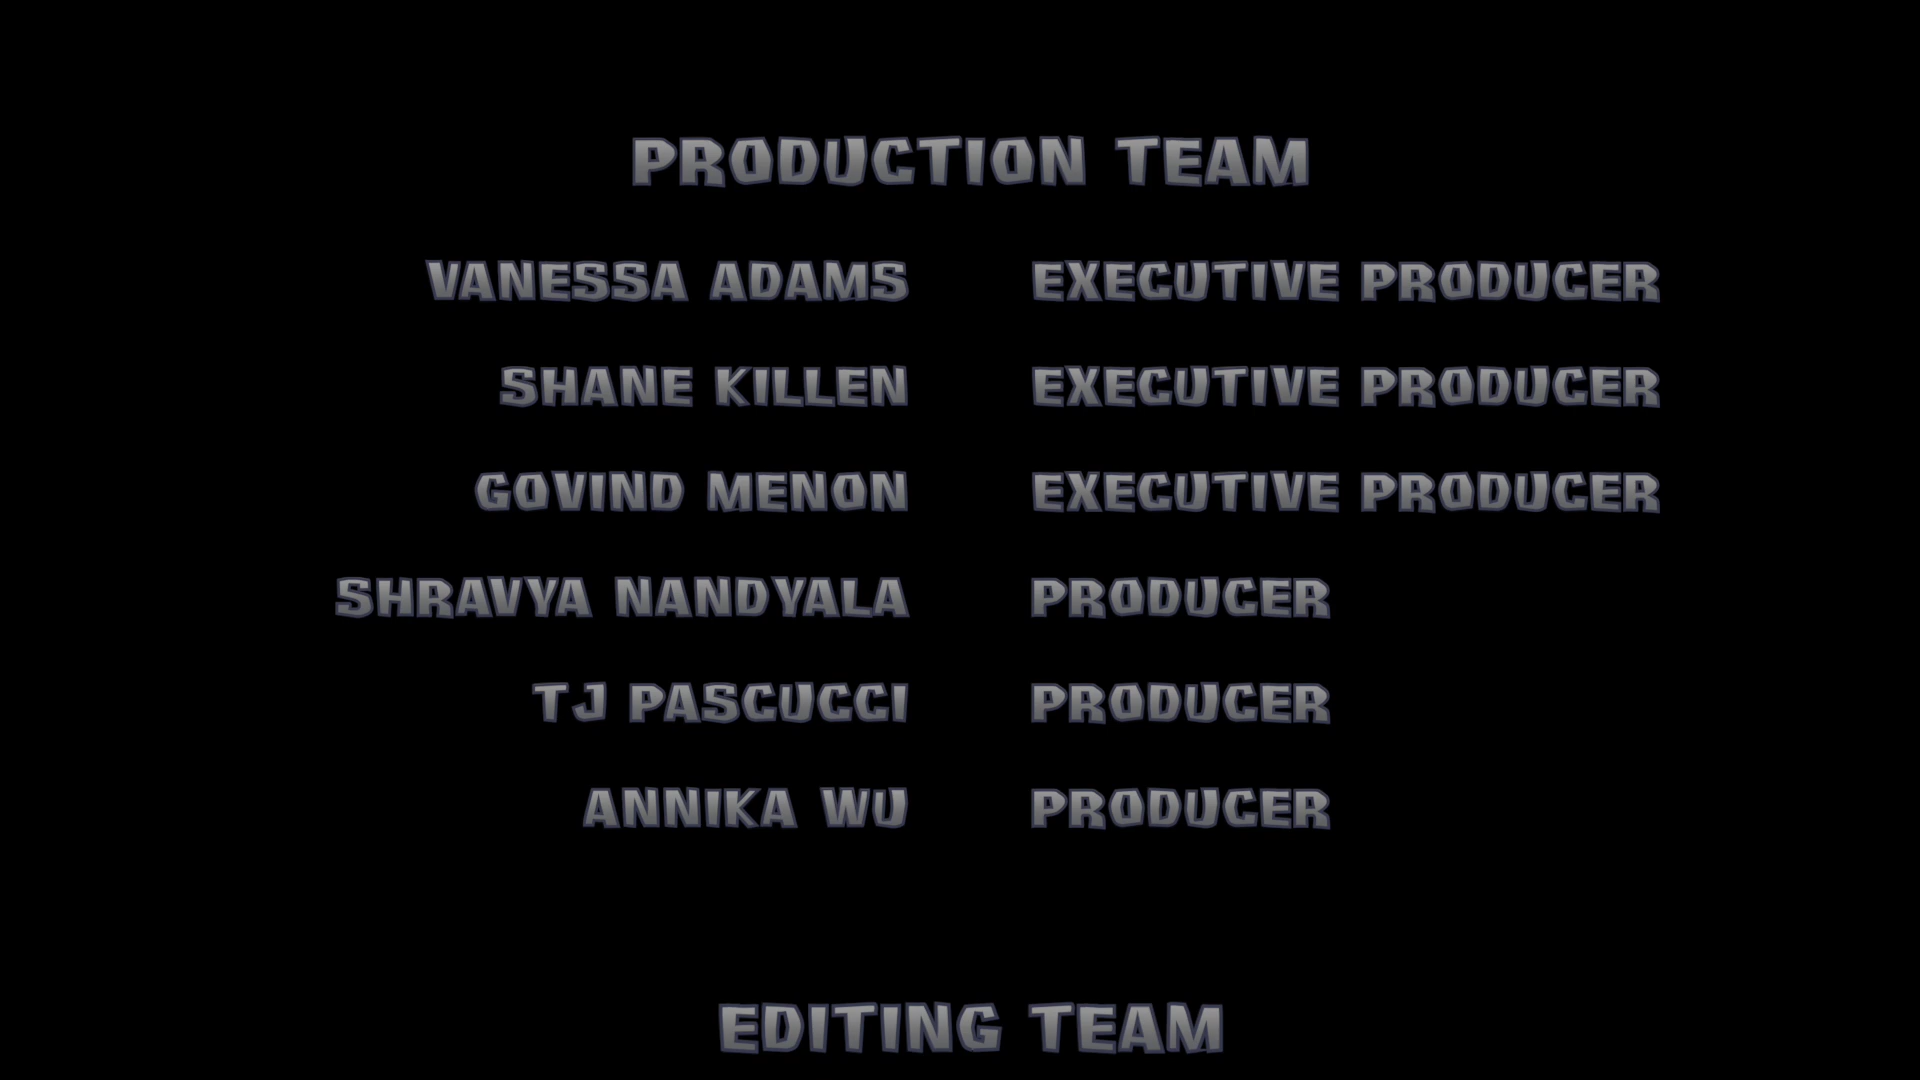 PRODUCTION TEAM
VANESSA ADAMS EXECUTIVE PRODUCER
SHANE KILLEN EXECUTIVE PRODUCER
GOVIND MENON EXECUTIVE PRODUCER
SHRAVYA NANDYALA PRODUCER
TJ PASCUCCI PRODUCER
ANNIKA WU PRODUCER
EDITING TEAM